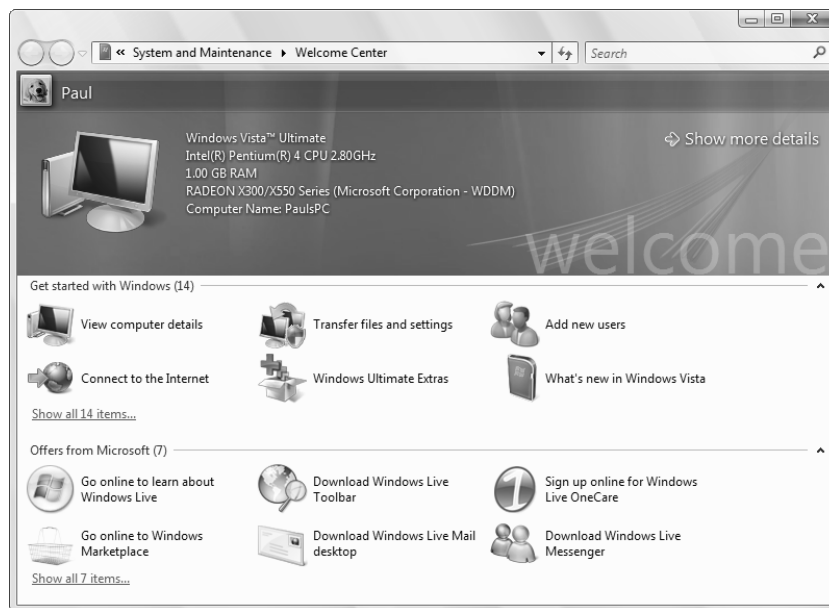 « System and Maintenance ▸ Welcome Center
Search
Paul
Windows Vista™ Ultimate
Intel(R) Pentium(R) 4 CPU 2.80GHz
1.00 GB RAM
RADEON X300/X550 Series (Microsoft Corporation - WDDM)
Computer Name: PaulsPC
Show more details
welcome
Get started with Windows (14)
View computer details
Transfer files and settings
Add new users
Connect to the Internet
Windows Ultimate Extras
What's new in Windows Vista
Show all 14 items...
Offers from Microsoft (7)
Go online to learn about
Windows Live
Download Windows Live
Toolbar
Sign up online for Windows
Live OneCare
Go online to Windows
Marketplace
Download Windows Live Mail
desktop
Download Windows Live
Messenger
Show all 7 items...